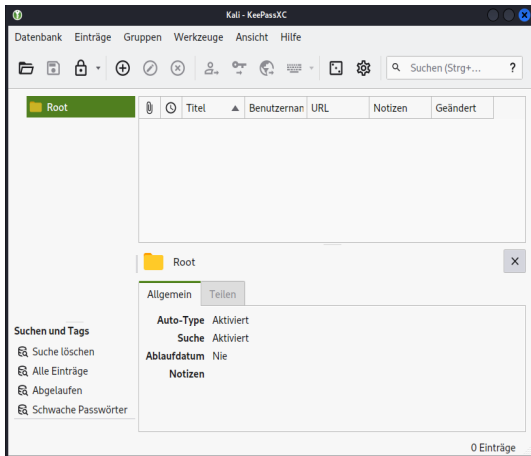 Kali - KeePassXC
Datenbank Einträge Gruppen Werkzeuge Ansicht Hilfe
Suchen (Strg+... ?
Root
Titel Benutzernan URL Notizen Geändert
Root
Allgemein Teilen
Auto-Type Aktiviert
Suche Aktiviert
Ablaufdatum Nie
Notizen
Suchen und Tags
Suche löschen
Alle Einträge
Abgelaufen
Schwache Passwörter
0 Einträge